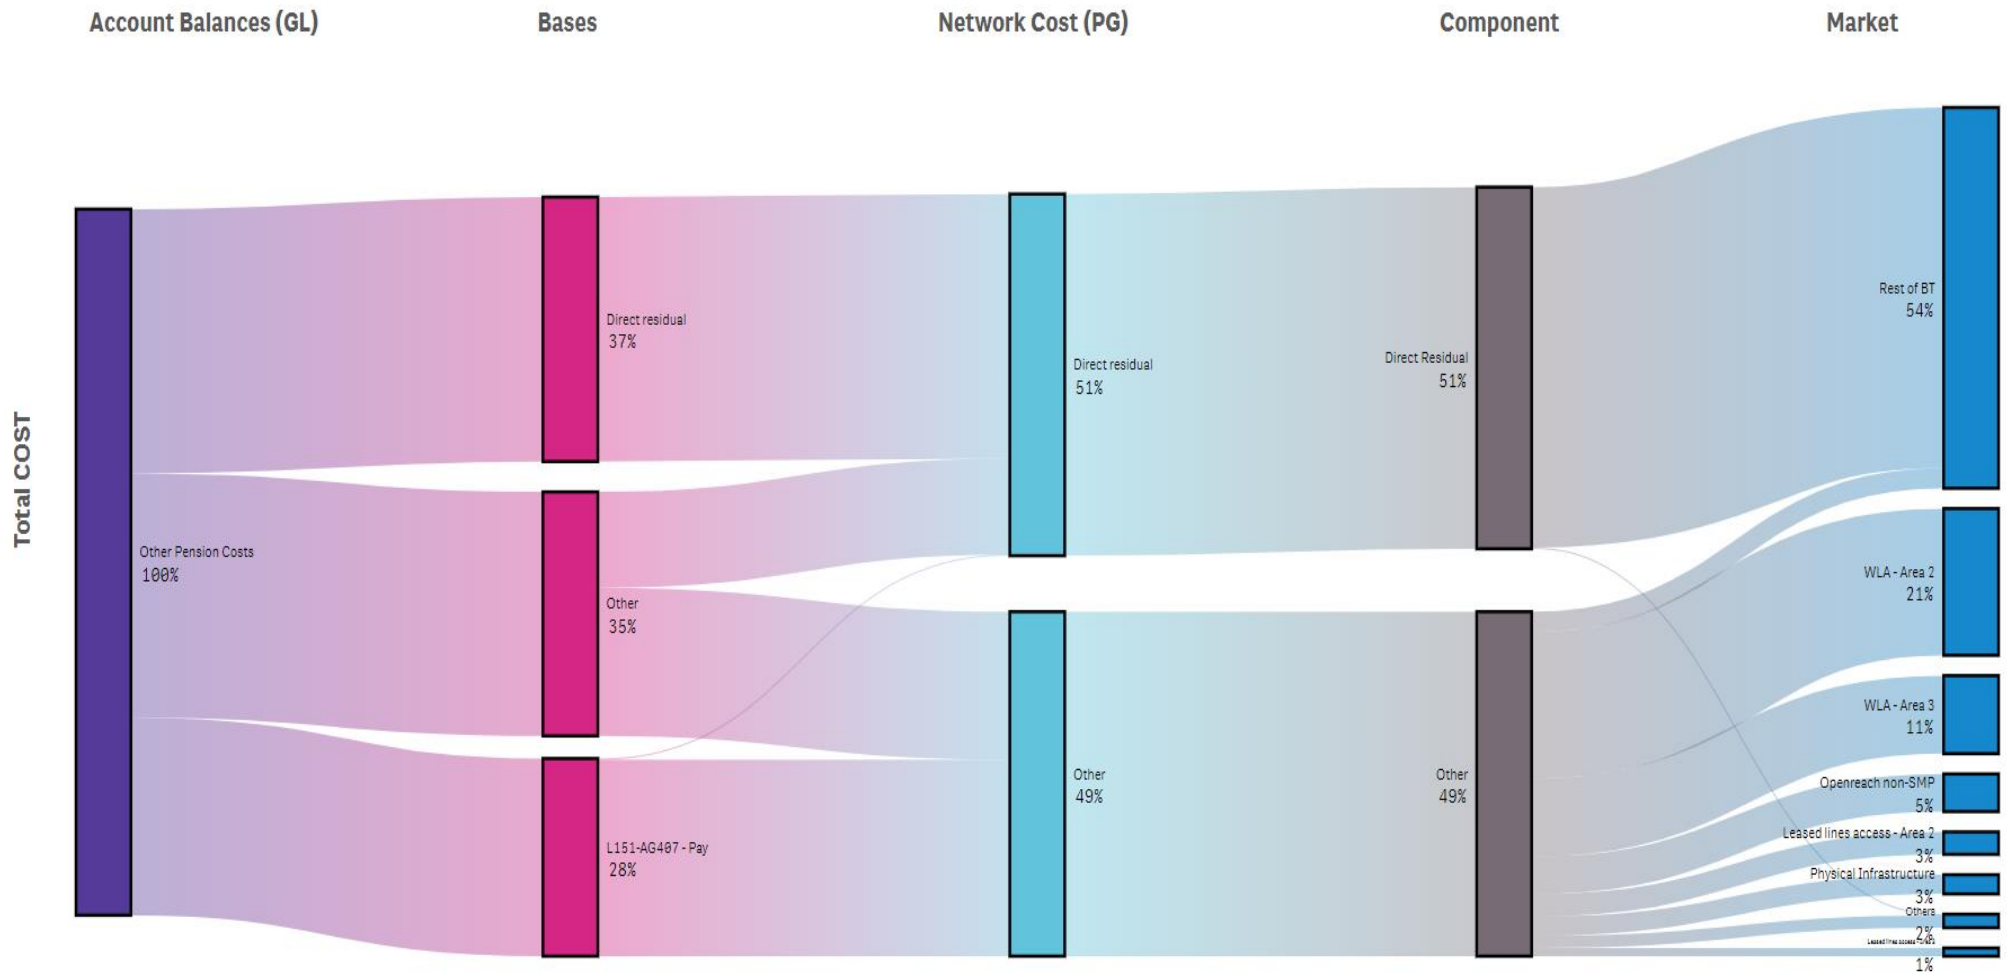 Account Balances (GL)
Bases
Network Cost (PG)
Component
Market
Total COST
Other Pension Costs
100%
Direct residual
37%
Other
35%
L151-AG407 - Pay
28%
Direct residual
51%
Other
49%
Direct Residual
51%
Other
49%
Rest of BT
54%
WLA - Area 2
21%
WLA - Area 3
11%
Openreach non-SMP
5%
Leased lines access - Area 2
3%
Physical Infrastructure
3%
Others
2%
Leased lines access -
1%